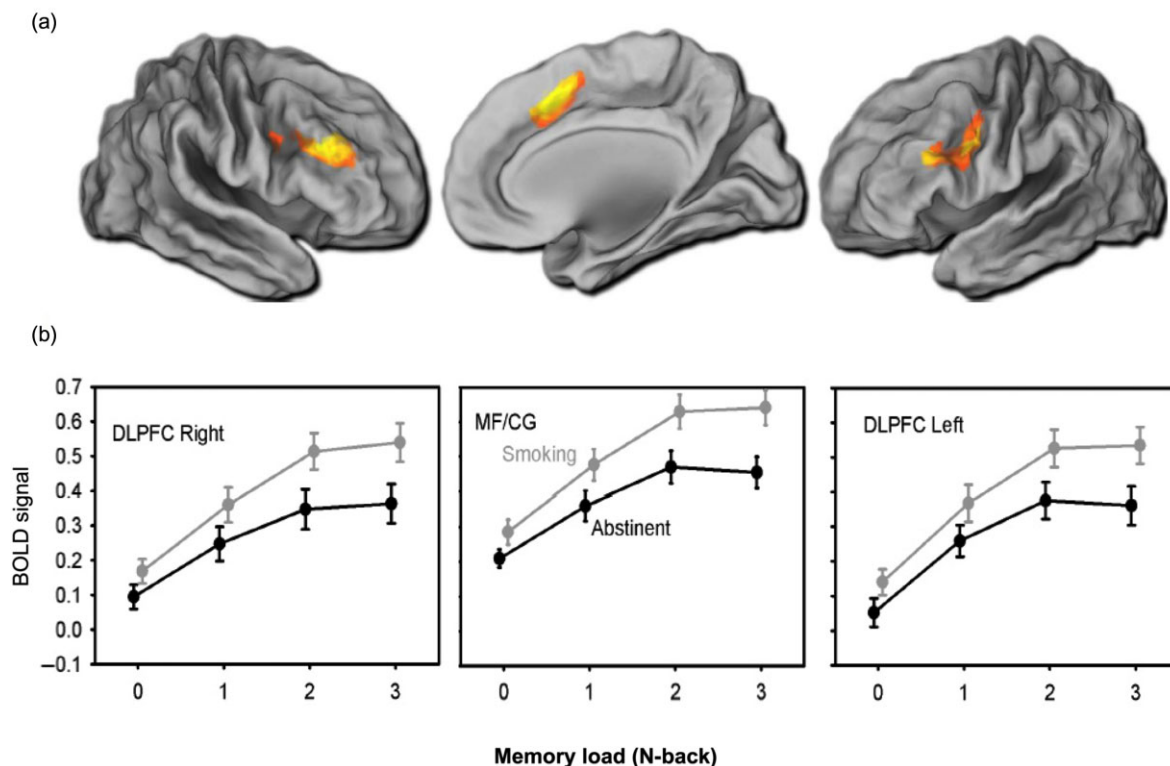 (a)
(b)
0.7
0.6
0.5
0.4
0.3
0.2
0.1
0.0
–0.1
BOLD signal
DLPFC Right
MF/CG
Smoking
Abstinent
DLPFC Left
0 1 2 3
0 1 2 3
0 1 2 3
Memory load (N-back)